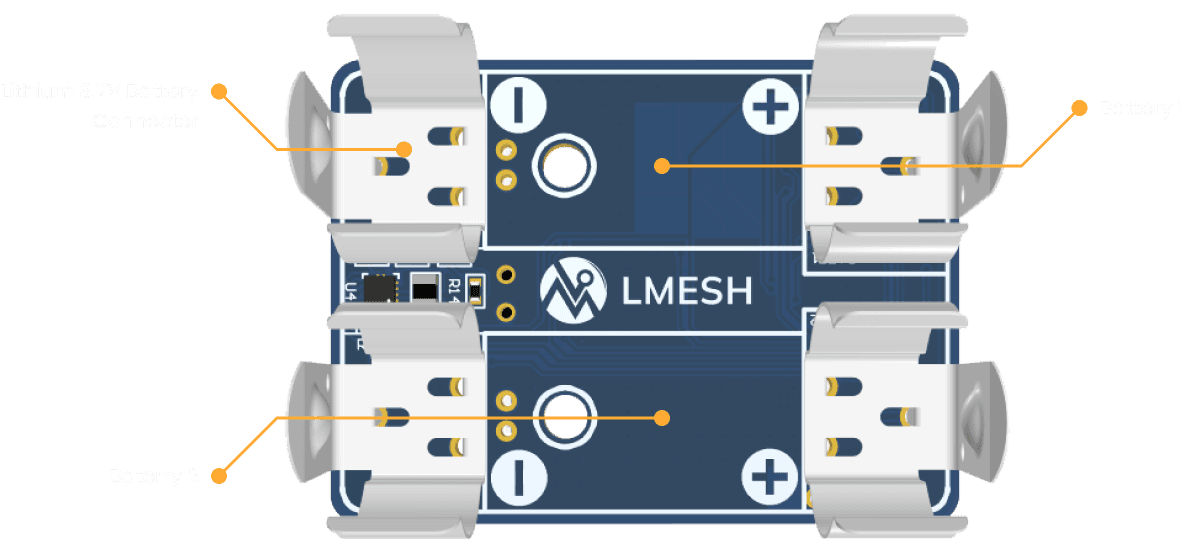 Lithium 3.7V Battery
Connector
Battery 1
LMESH
U4
R14
Battery 2